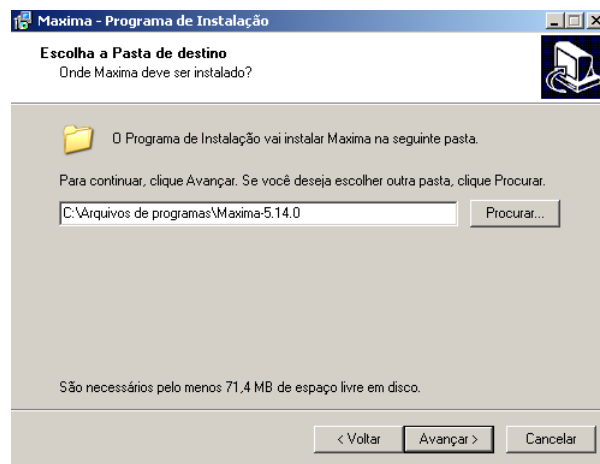 Maxima - Programa de Instalação
Escolha a Pasta de destino
Onde Maxima deve ser instalado?
O Programa de Instalação vai instalar Maxima na seguinte pasta.
Para continuar, clique Avançar. Se você deseja escolher outra pasta, clique Procurar.
C:\Arquivos de programas\Maxima-5.14.0
Procurar...
São necessários pelo menos 71,4 MB de espaço livre em disco.
< Voltar
Avançar >
Cancelar